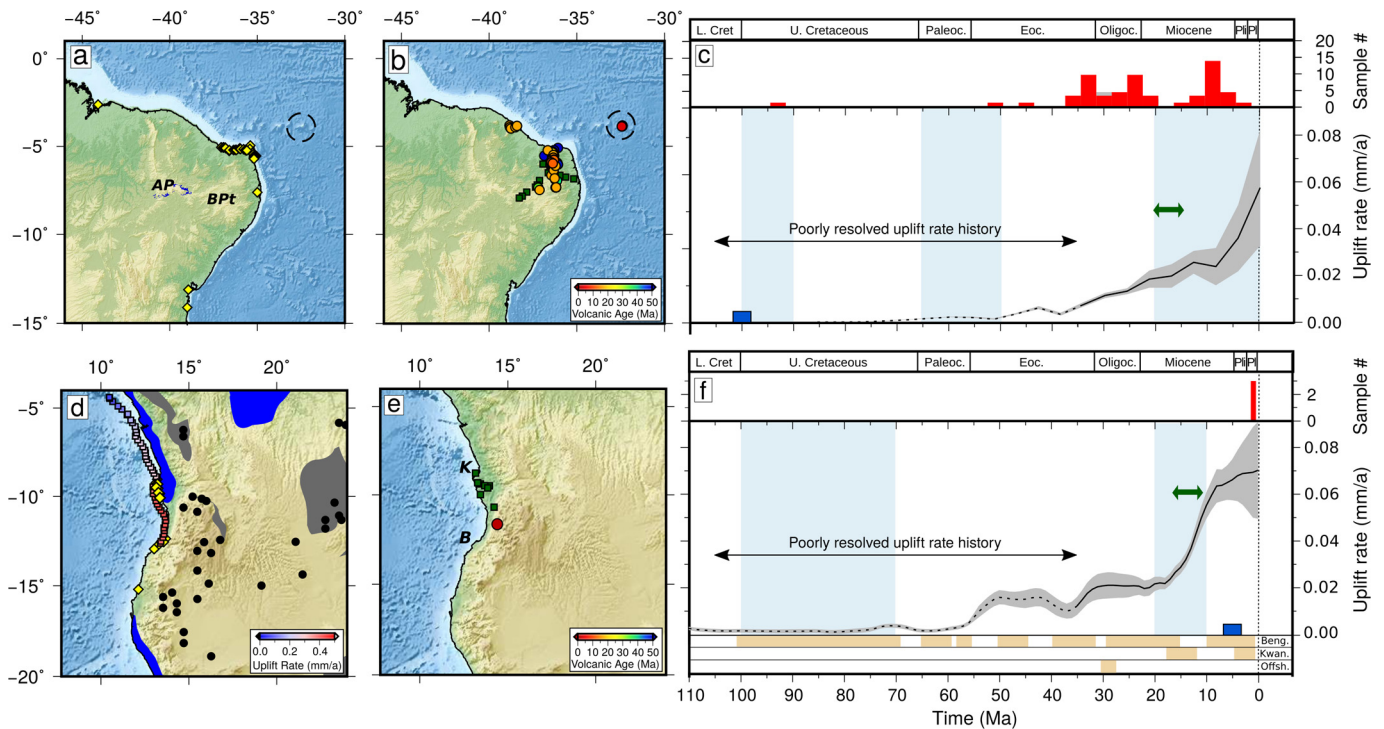 −45˚ −40˚ −35˚ −30˚
−45˚ −40˚ −35˚ −30˚
0˚
−5˚
−10˚
−15˚
a
AP
BPt
b
0 10 20 30 40 50
Volcanic Age (Ma)
L. Cret U. Cretaceous Paleoc. Eoc. Oligoc. Miocene Pli Pl
c
20
15
10
5
0
Sample #
Poorly resolved uplift rate history
0.08
0.06
0.04
0.02
0.00
Uplift rate (mm/a)
10˚ 15˚ 20˚
10˚ 15˚ 20˚
−5˚
−10˚
−15˚
−20˚
d
0.0 0.2 0.4
Uplift Rate (mm/a)
e
K
B
0 10 20 30 40 50
Volcanic Age (Ma)
L. Cret U. Cretaceous Paleoc. Eoc. Oligoc. Miocene Pli Pl
f
2
0
Sample #
Poorly resolved uplift rate history
0.08
0.06
0.04
0.02
0.00
Uplift rate (mm/a)
Beng.
Kwan.
Offsh.
110 100 90 80 70 60 50 40 30 20 10 0
Time (Ma)